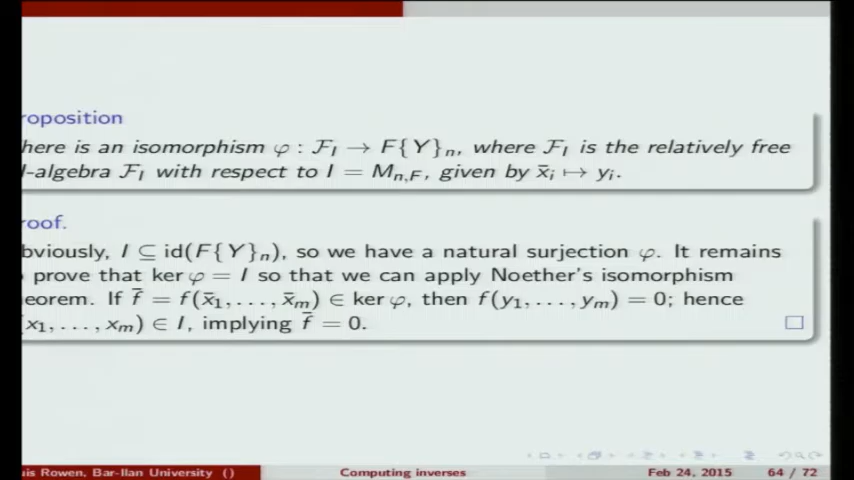 roposition
here is an isomorphism φ : 𝓕_I → F{Y}_n, where 𝓕_I is the relatively free
I-algebra 𝓕_I with respect to I = M_{n,F}, given by x̄_i ↦ y_i.
roof.
bviously, I ⊆ id(F{Y}_n), so we have a natural surjection φ. It remains
prove that ker φ = I so that we can apply Noether's isomorphism
eorem. If f̄ = f(x̄_1, . . . , x̄_m) ∈ ker φ, then f(y_1, . . . , y_m) = 0; hence
(x_1, . . . , x_m) ∈ I, implying f̄ = 0.
□
uis Rowen, Bar-Ilan University () Computing inverses Feb 24, 2015 64 / 72